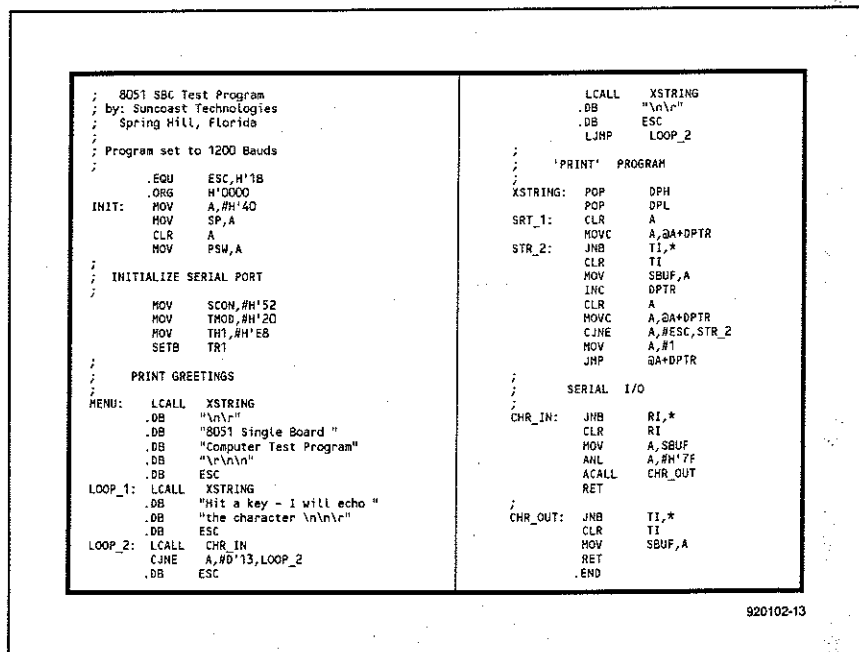 ;   8051 SBC Test Program
; by: Suncoast Technologies
;   Spring Hill, Florida
;
; Program set to 1200 Bauds
;
.EQU ESC,H'1B
.ORG H'0000
INIT: MOV A,#H'40
MOV SP,A
CLR A
MOV PSW,A
;
; INITIALIZE SERIAL PORT
;
MOV SCON,#H'52
MOV TMOD,#H'20
MOV TH1,#H'E8
SETB TR1
;
; PRINT GREETINGS
;
MENU: LCALL XSTRING
.DB "\n\r"
.DB "8051 Single Board "
.DB "Computer Test Program"
.DB "\r\n\n"
.DB ESC
LOOP_1: LCALL XSTRING
.DB "Hit a key - I will echo "
.DB "the character \n\n\r"
.DB ESC
LOOP_2: LCALL CHR_IN
CJNE A,#D'13,LOOP_2
.DB ESC
LCALL XSTRING
.DB "\n\r"
.DB ESC
LJMP LOOP_2
;
; 'PRINT' PROGRAM
;
XSTRING: POP DPH
POP DPL
SRT_1: CLR A
MOVC A,@A+DPTR
STR_2: JNB TI,*
CLR TI
MOV SBUF,A
INC DPTR
CLR A
MOVC A,@A+DPTR
CJNE A,#ESC,STR_2
MOV A,#1
JMP @A+DPTR
;
; SERIAL I/O
;
CHR_IN: JNB RI,*
CLR RI
MOV A,SBUF
ANL A,#H'7F
ACALL CHR_OUT
RET
;
CHR_OUT: JNB TI,*
CLR TI
MOV SBUF,A
RET
.END
920102-13